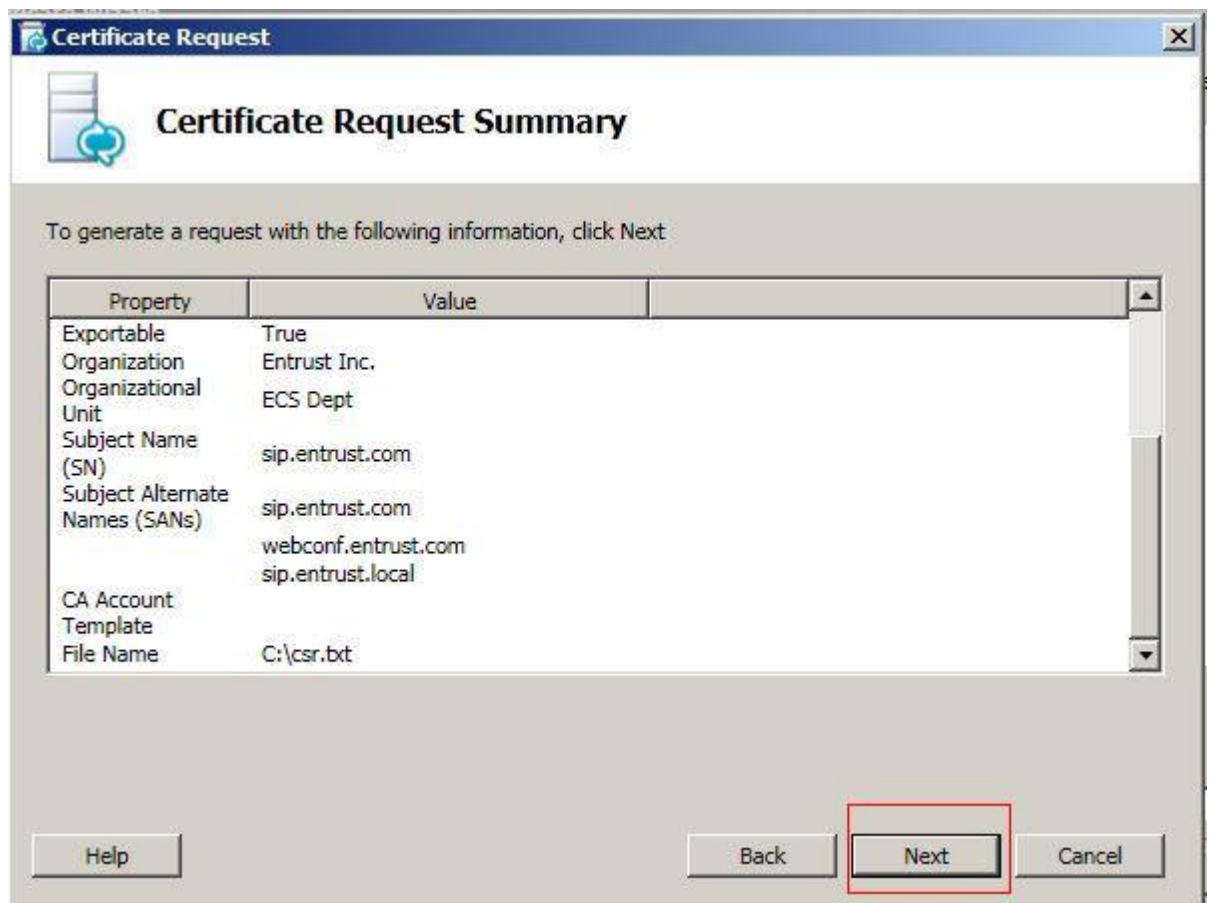 Certificate Request
Certificate Request Summary
To generate a request with the following information, click Next
Property Value
Exportable True
Organization Entrust Inc.
Organizational
Unit ECS Dept
Subject Name
(SN) sip.entrust.com
Subject Alternate
Names (SANs) sip.entrust.com
webconf.entrust.com
sip.entrust.local
CA Account
Template
File Name C:\csr.txt
Help Back Next Cancel